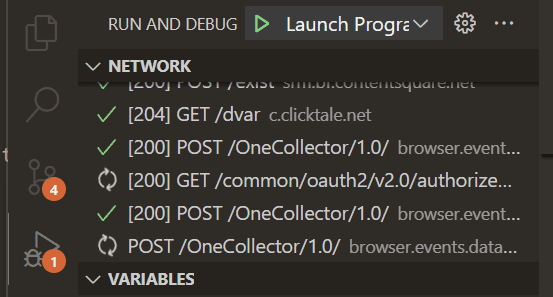 RUN AND DEBUG Launch Progra
NETWORK
[200] POST /exist srm.bf.contentsquare.net
[204] GET /dvar c.clicktale.net
[200] POST /OneCollector/1.0/ browser.event...
[200] GET /common/oauth2/v2.0/authorize...
4
[200] POST /OneCollector/1.0/ browser.event...
POST /OneCollector/1.0/ browser.events.data...
1
VARIABLES